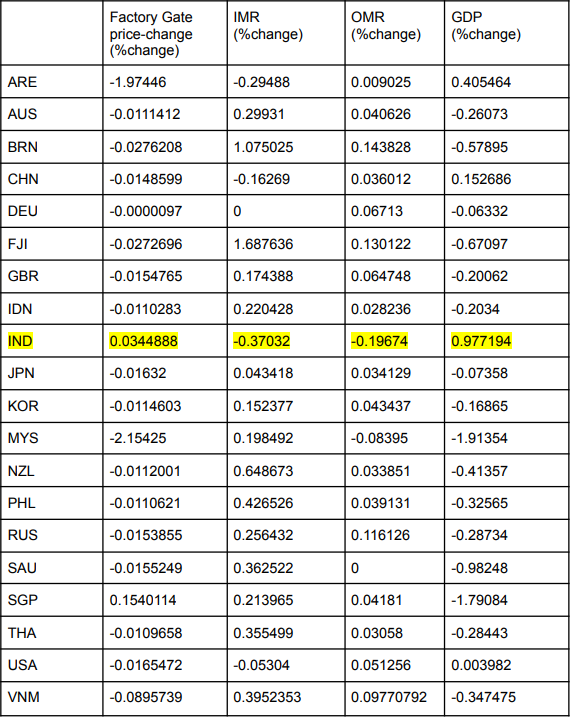 Factory Gate price-change (%change) IMR (%change) OMR (%change) GDP (%change)
ARE -1.97446 -0.29488 0.009025 0.405464
AUS -0.0111412 0.29931 0.040626 -0.26073
BRN -0.0276208 1.075025 0.143828 -0.57895
CHN -0.0148599 -0.16269 0.036012 0.152686
DEU -0.0000097 0 0.06713 -0.06332
FJI -0.0272696 1.687636 0.130122 -0.67097
GBR -0.0154765 0.174388 0.064748 -0.20062
IDN -0.0110283 0.220428 0.028236 -0.2034
IND 0.0344888 -0.37032 -0.19674 0.977194
JPN -0.01632 0.043418 0.034129 -0.07358
KOR -0.0114603 0.152377 0.043437 -0.16865
MYS -2.15425 0.198492 -0.08395 -1.91354
NZL -0.0112001 0.648673 0.033851 -0.41357
PHL -0.0110621 0.426526 0.039131 -0.32565
RUS -0.0153855 0.256432 0.116126 -0.28734
SAU -0.0155249 0.362522 0 -0.98248
SGP 0.1540114 0.213965 0.04181 -1.79084
THA -0.0109658 0.355499 0.03058 -0.28443
USA -0.0165472 -0.05304 0.051256 0.003982
VNM -0.0895739 0.3952353 0.09770792 -0.347475